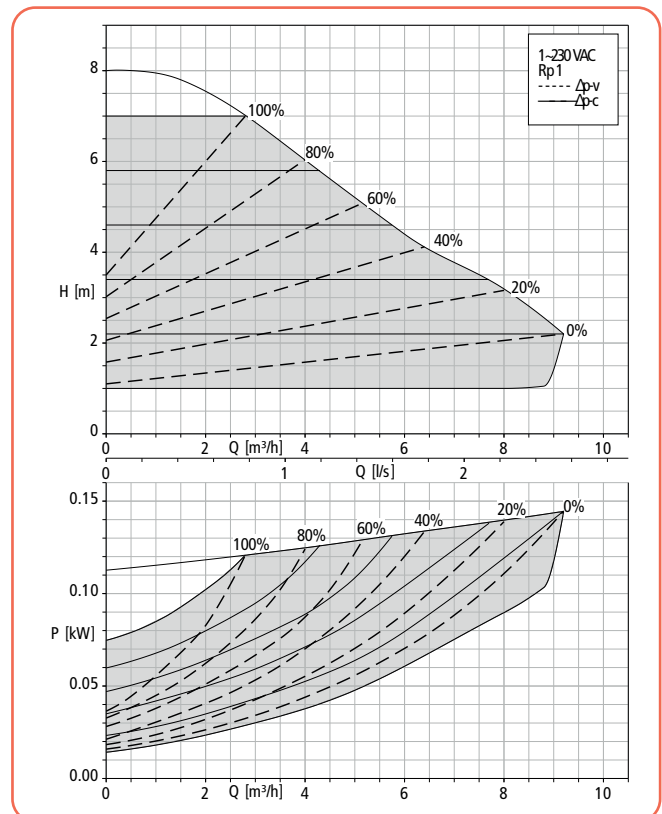 1~230 VAC
Rp 1
Δp-v
Δp-c
8
6
4
2
0
H [m]
100%
80%
60%
40%
20%
0%
0 2 Q [m³/h] 4 6 8 10
0 1 Q [l/s] 2
0.15
0.10
P [kW]
0.05
0.00
100%
80%
60%
40%
20%
0%
0 2 Q [m³/h] 4 6 8 10